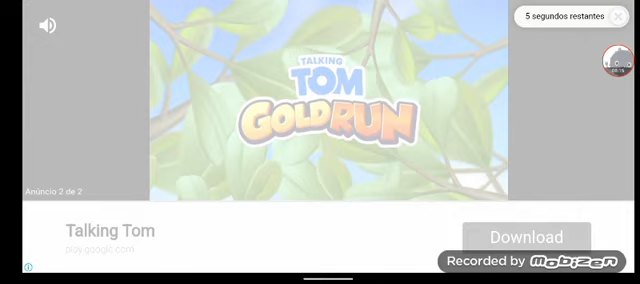 5 segundos restantes
TALKING
TOM
GOLD RUN
Anúncio 2 de 2
Talking Tom
play.google.com
Download
Recorded by Mobizen